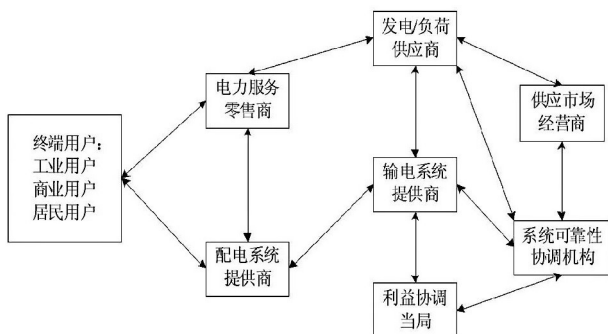 发电/负荷
供应商
电力服务
零售商
供应市场
经营商
终端用户：
工业用户
商业用户
居民用户
输电系统
提供商
配电系统
提供商
系统可靠性
协调机构
利益协调
当局